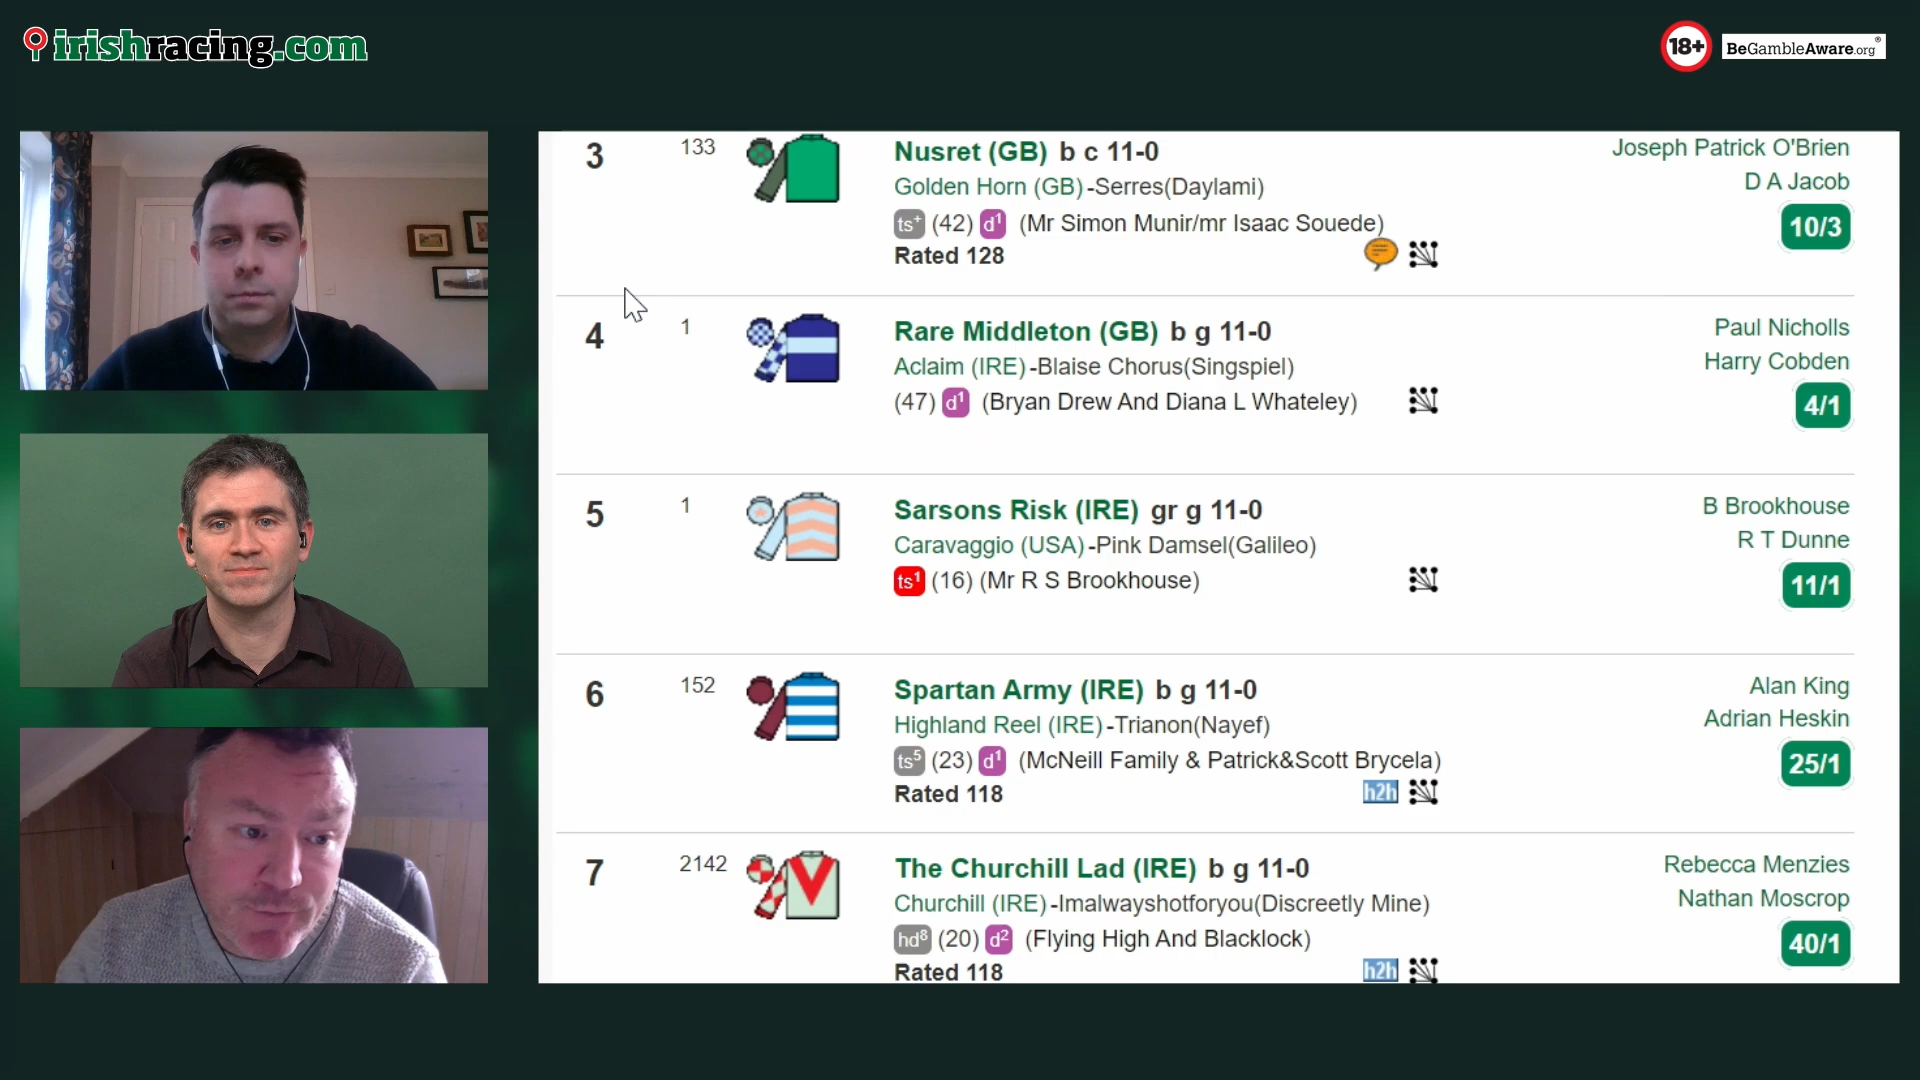 irishracing.com
18+ BeGambleAware.org®
3 133 Nusret (GB) b c 11-0 Joseph Patrick O'Brien
Golden Horn (GB) -Serres(Daylami) D A Jacob
ts+ (42) d1 (Mr Simon Munir/mr Isaac Souede) 10/3
Rated 128
4 1 Rare Middleton (GB) b g 11-0 Paul Nicholls
Aclaim (IRE) -Blaise Chorus(Singspiel) Harry Cobden
(47) d1 (Bryan Drew And Diana L Whateley) 4/1
5 1 Sarsons Risk (IRE) gr g 11-0 B Brookhouse
Caravaggio (USA) -Pink Damsel(Galileo) R T Dunne
ts1 (16) (Mr R S Brookhouse) 11/1
6 152 Spartan Army (IRE) b g 11-0 Alan King
Highland Reel (IRE) -Trianon(Nayef) Adrian Heskin
ts5 (23) d1 (McNeill Family & Patrick&Scott Brycela) 25/1
Rated 118 h2h
7 2142 The Churchill Lad (IRE) b g 11-0 Rebecca Menzies
Churchill (IRE) -Imalwayshotforyou(Discreetly Mine) Nathan Moscrop
hd8 (20) d2 (Flying High And Blacklock) 40/1
Rated 118 h2h